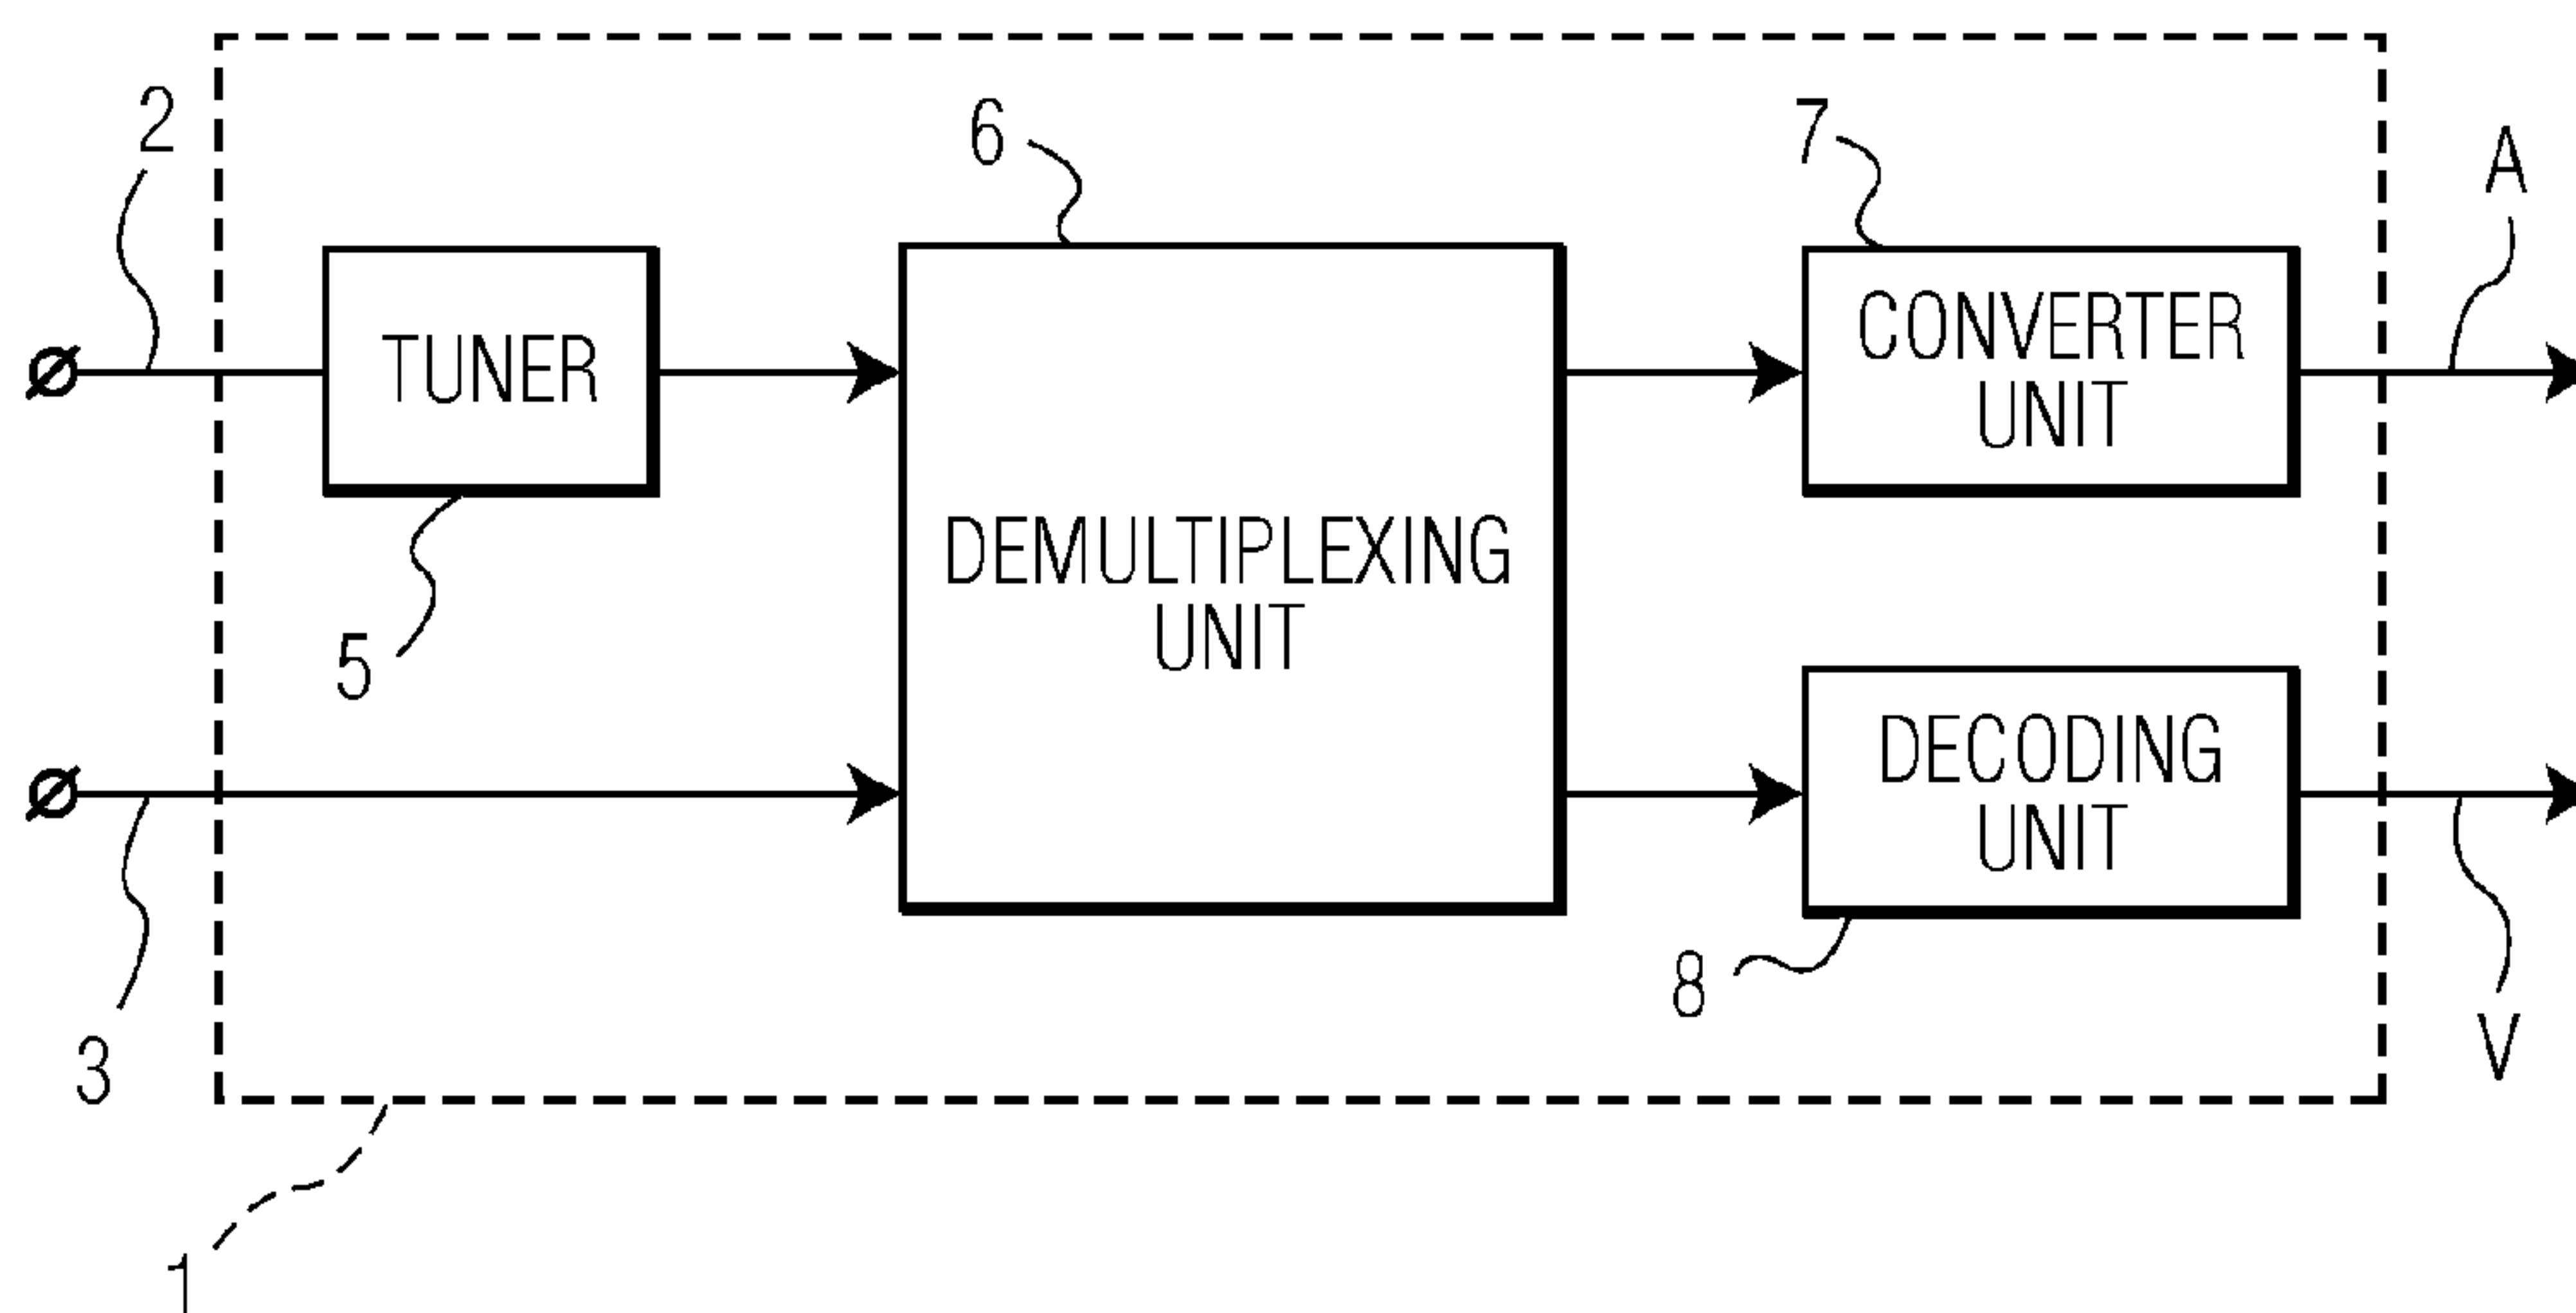 2
6
7
A
TUNER
CONVERTER
UNIT
DEMULTIPLEXING
UNIT
5
DECODING
UNIT
8
3
V
1